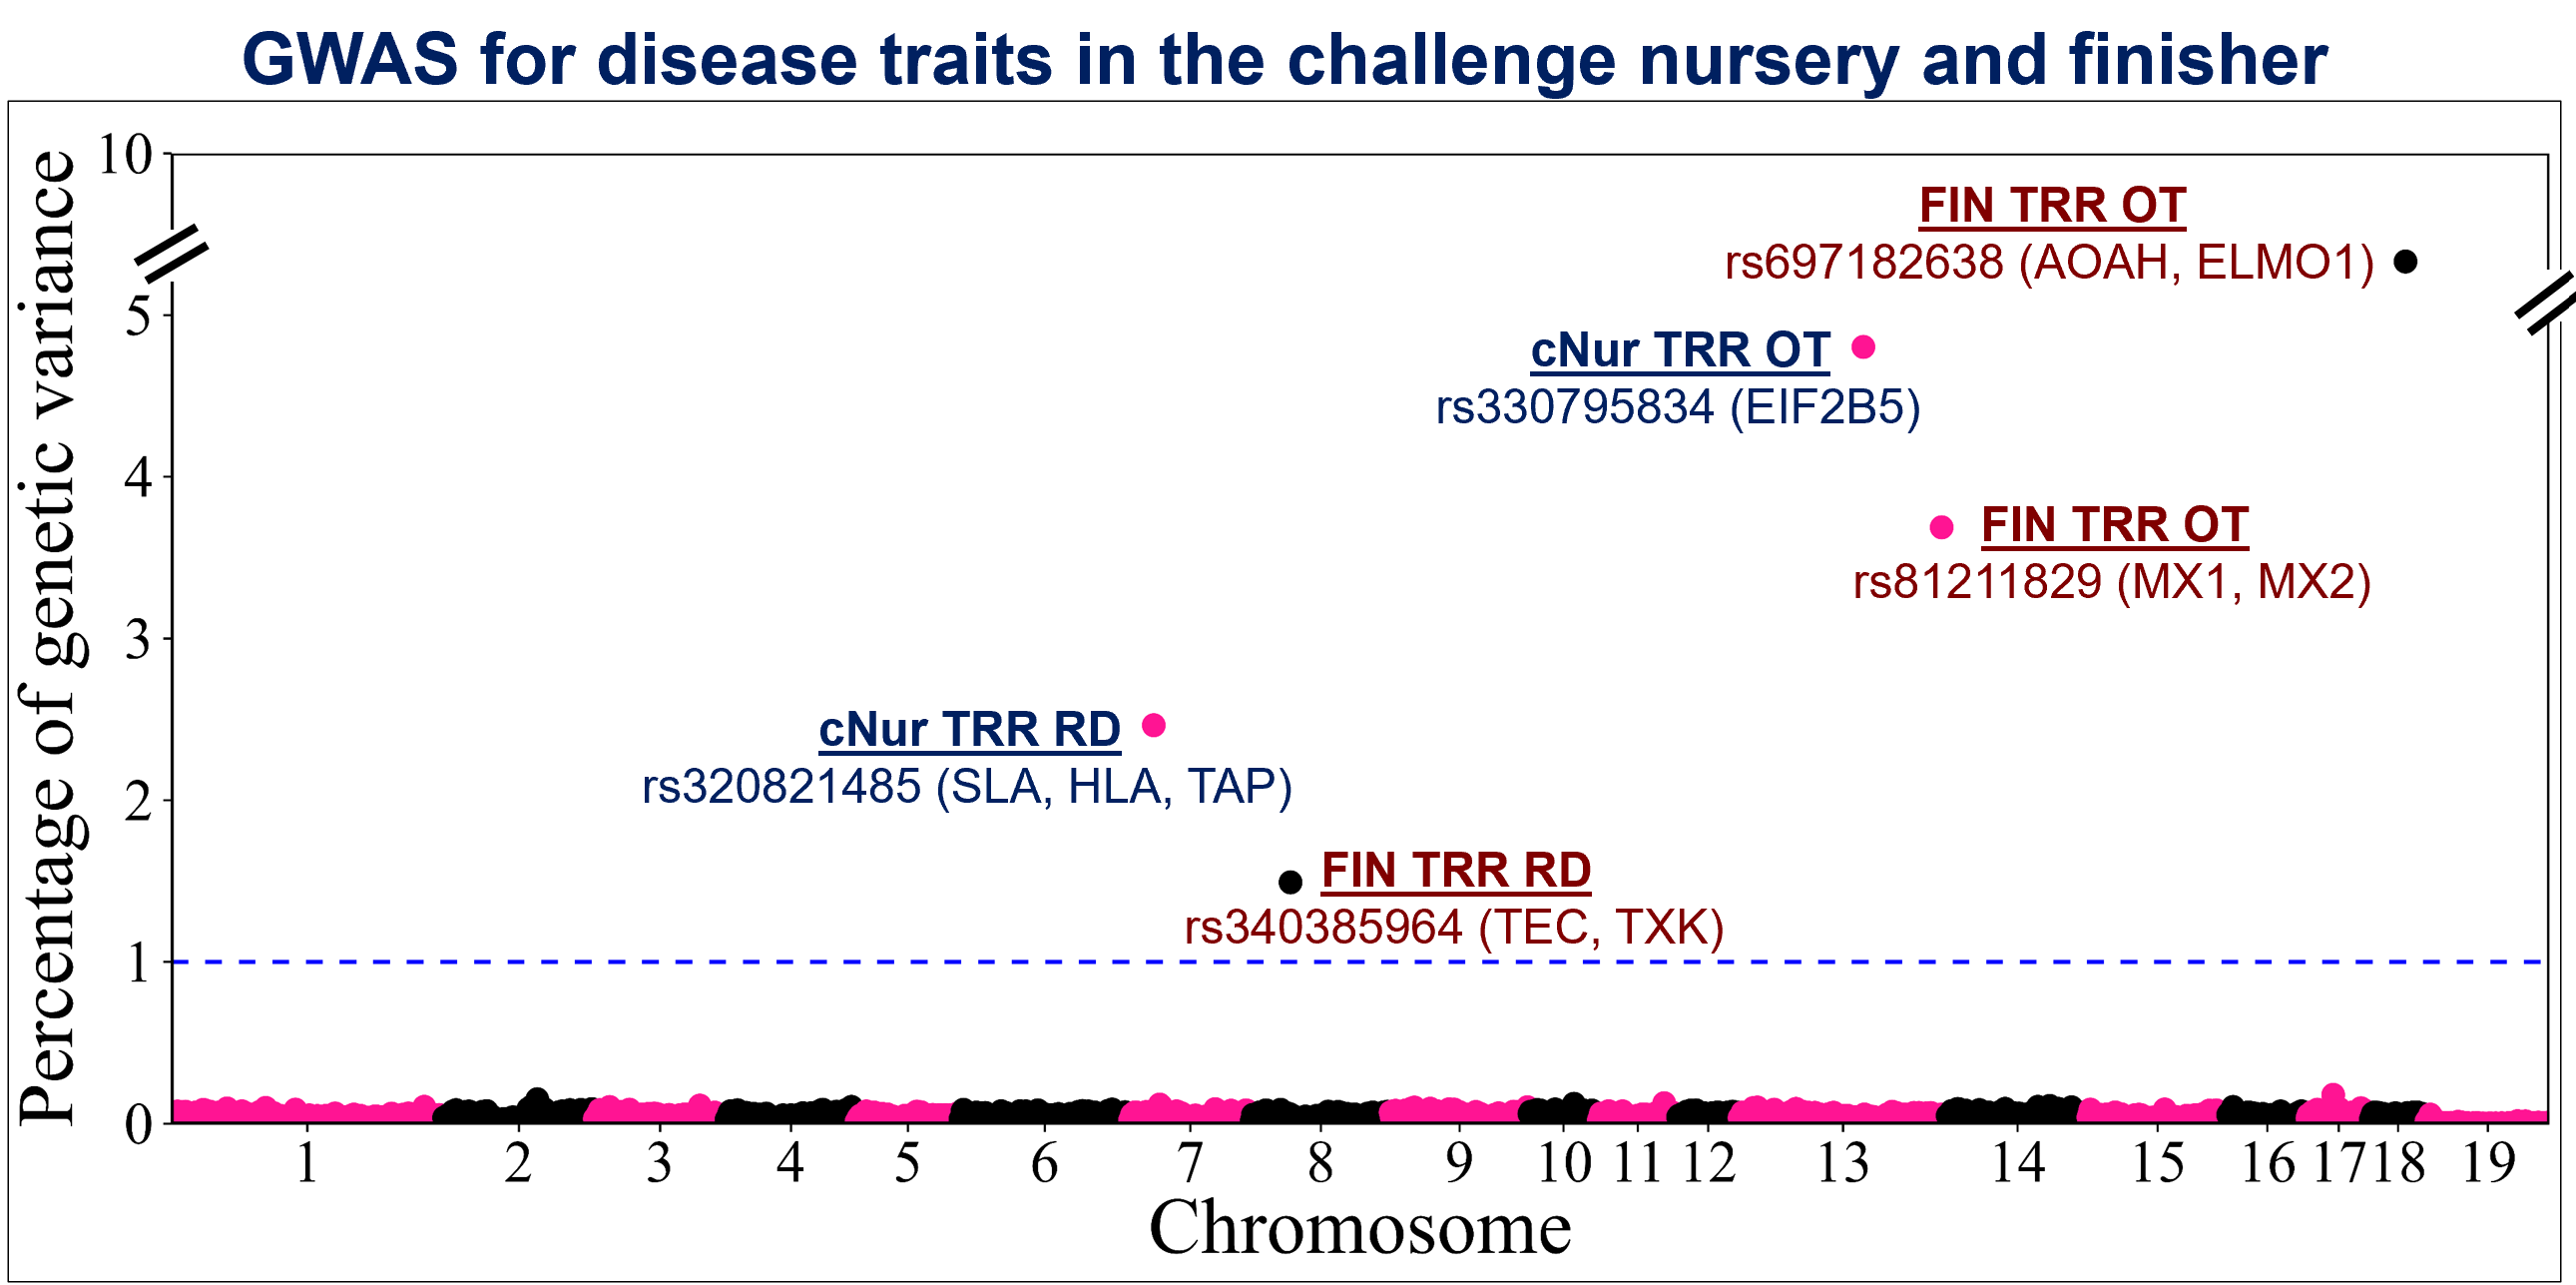 GWAS for disease traits in the challenge nursery and finisher
Percentage of genetic variance
10
5
4
3
2
1
0
FIN TRR OT
rs697182638 (AOAH, ELMO1)
cNur TRR OT
rs330795834 (EIF2B5)
FIN TRR OT
rs81211829 (MX1, MX2)
cNur TRR RD
rs320821485 (SLA, HLA, TAP)
FIN TRR RD
rs340385964 (TEC, TXK)
1 2 3 4 5 6 7 8 9 10 11 12 13 14 15 16 17 18 19
Chromosome